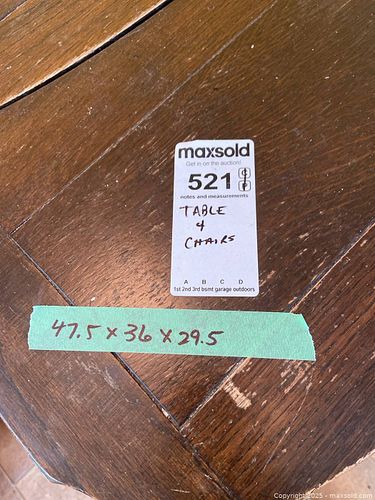 maxsold
Get in on the auction!
521 C P
notes and measurements
TABLE
4
CHAIRS
A B C D
1st 2nd 3rd bsmt garage outdoors
47.5 x 36 x 29.5
Copyright © 2025 - maxsold.com